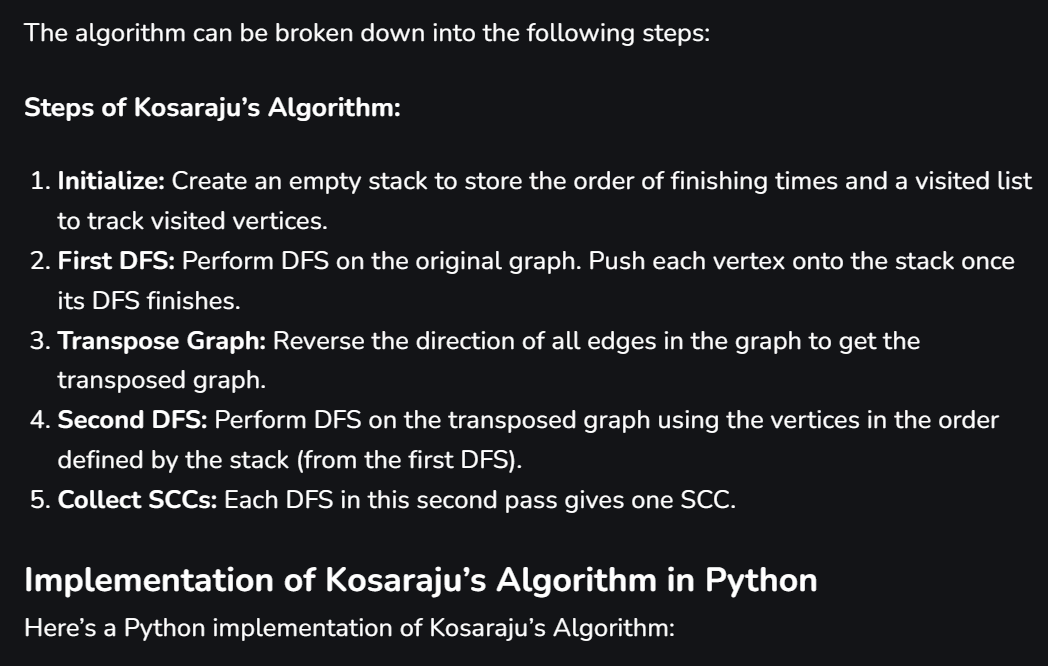 The algorithm can be broken down into the following steps:
Steps of Kosaraju’s Algorithm:
1. Initialize: Create an empty stack to store the order of finishing times and a visited list
to track visited vertices.
2. First DFS: Perform DFS on the original graph. Push each vertex onto the stack once
its DFS finishes.
3. Transpose Graph: Reverse the direction of all edges in the graph to get the
transposed graph.
4. Second DFS: Perform DFS on the transposed graph using the vertices in the order
defined by the stack (from the first DFS).
5. Collect SCCs: Each DFS in this second pass gives one SCC.
Implementation of Kosaraju’s Algorithm in Python
Here’s a Python implementation of Kosaraju’s Algorithm: